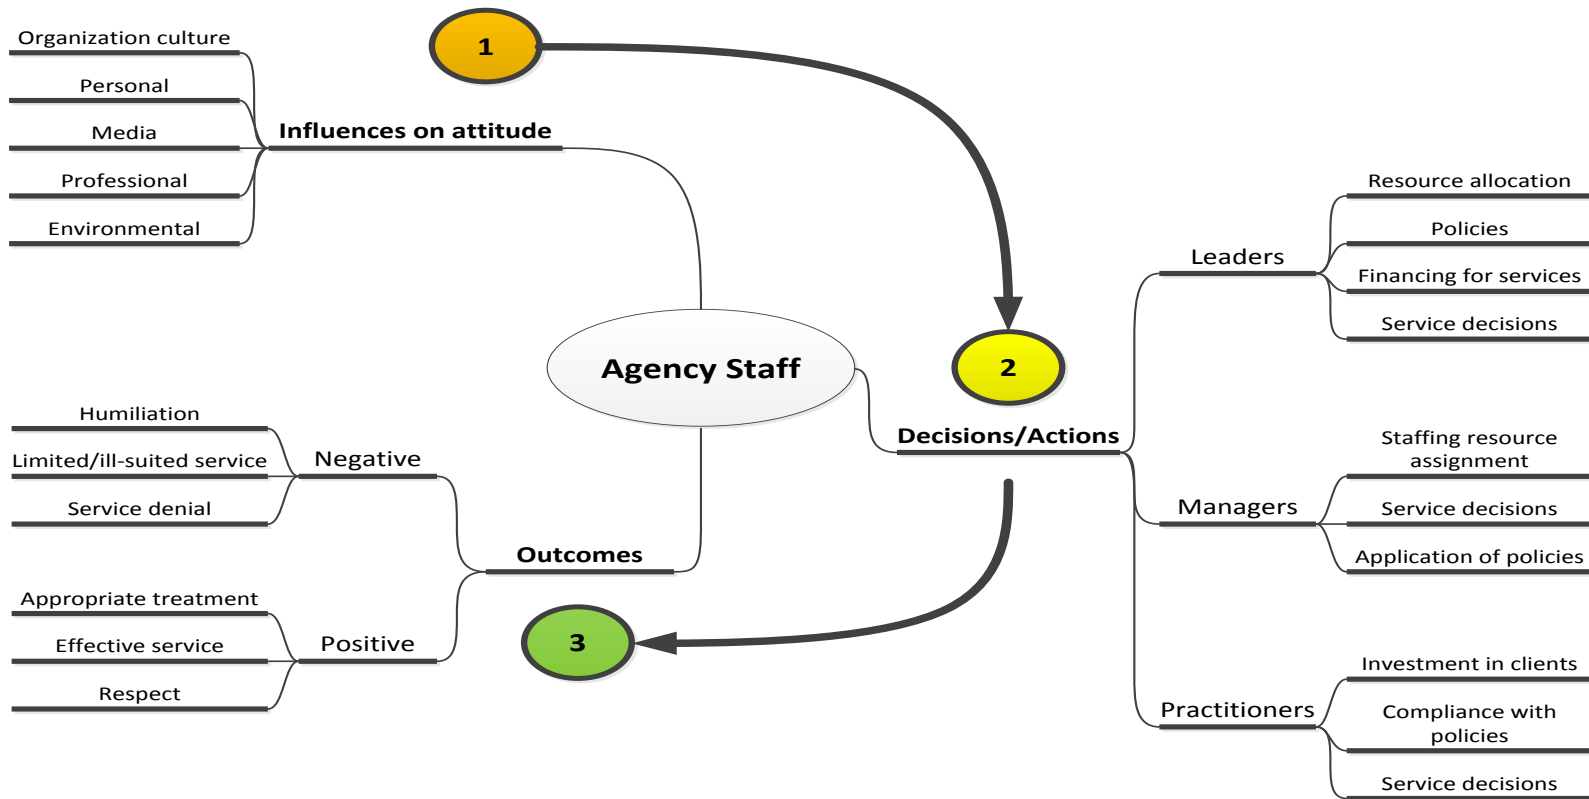 Organization culture
Personal
Media
Professional
Environmental
Influences on attitude
1
Agency Staff
2
Decisions/Actions
Leaders
Resource allocation
Policies
Financing for services
Service decisions
Managers
Staffing resource
assignment
Service decisions
Application of policies
Practitioners
Investment in clients
Compliance with
policies
Service decisions
Outcomes
3
Negative
Humiliation
Limited/ill-suited service
Service denial
Positive
Appropriate treatment
Effective service
Respect